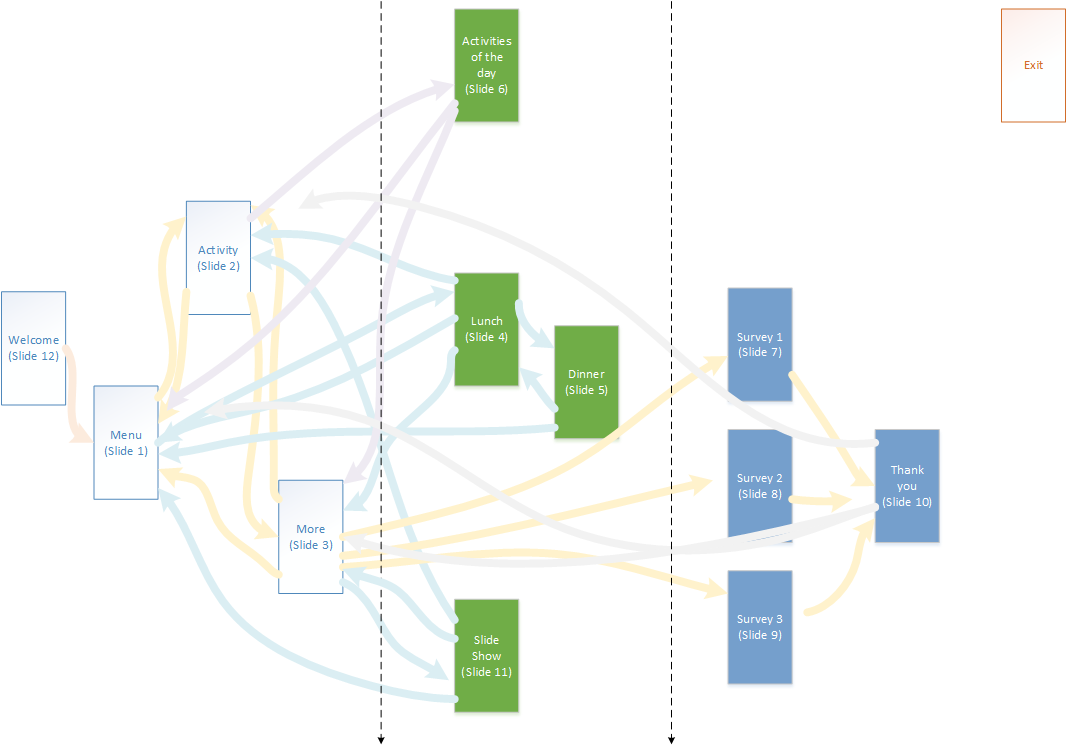 Activities
of the
day
(Slide 6)
Exit
Activity
(Slide 2)
Welcome
(Slide 12)
Lunch
(Slide 4)
Survey 1
(Slide 7)
Dinner
(Slide 5)
Menu
(Slide 1)
More
(Slide 3)
Survey 2
(Slide 8)
Thank
you
(Slide 10)
Slide
Show
(Slide 11)
Survey 3
(Slide 9)